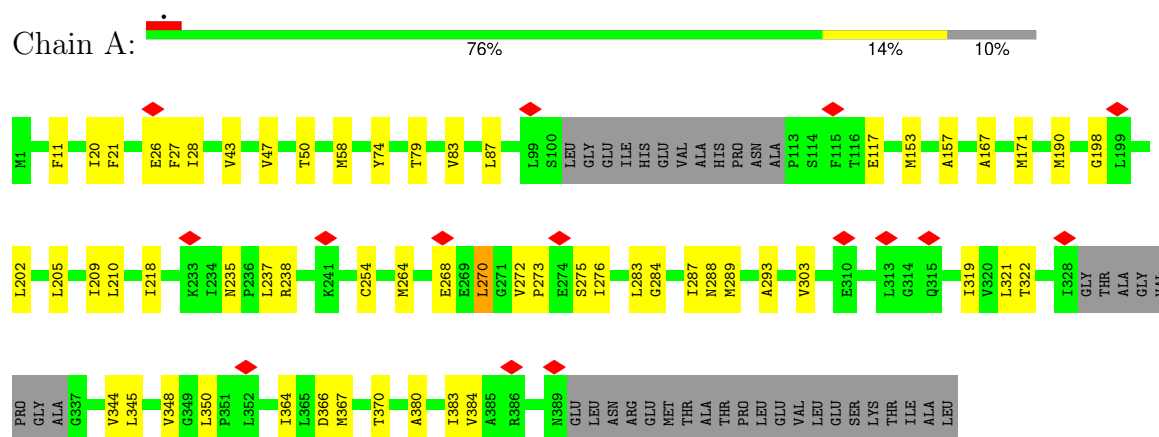 Chain A:
76% 14% 10%
M1 F11 I20 F21 E26 F27 I28 V43 V47 T50 M58 Y74 T79 V83 L87 L99 S100 LEU GLY GLU ILE HIS GLU VAL ALA HIS PRO ASN ALA P113 S114 F115 T116 E117 M153 A157 A167 M171 M190 G198 L199
L202 L205 I209 L210 I218 K233 I234 N235 P236 L237 R238 K241 C254 M264 E268 E269 L270 G271 V272 P273 E274 S275 I276 L283 G284 I287 N288 M289 A293 V303 E310 L313 G314 Q315 I319 V320 L321 T322 I328 GLY THR ALA GLY VAL
PRO GLY ALA G337 V344 L345 V348 G349 L350 P351 L352 I364 L365 D366 M367 T370 A380 I383 V384 A385 R386 N389 GLU LEU ASN ARG GLU MET THR ALA THR PRO LEU GLU VAL LEU GLU SER LYS THR ILE ALA LEU